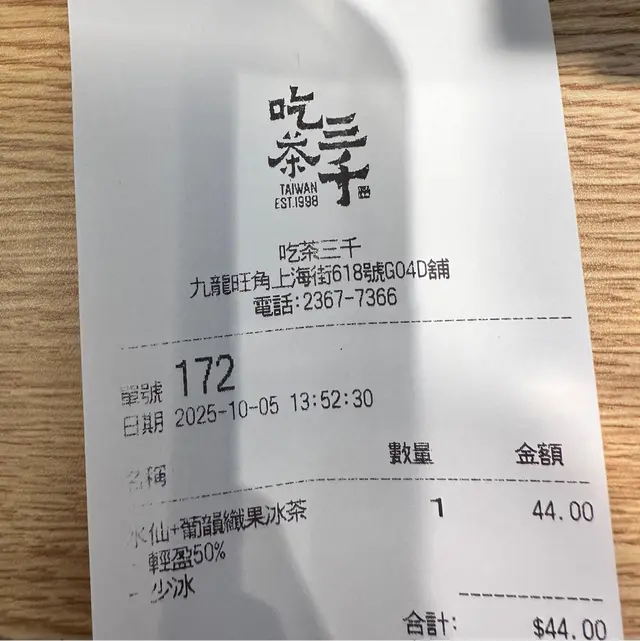 吃茶三千
TAIWAN
EST.1998
吃茶三千
九龍旺角上海街618號G04D舖
電話:2367-7366
單號 172
日期 2025-10-05 13:52:30
名稱 數量 金額
水仙+葡韻纖果冰茶 1 44.00
- 輕盈50%
- 少冰
合計: $44.00